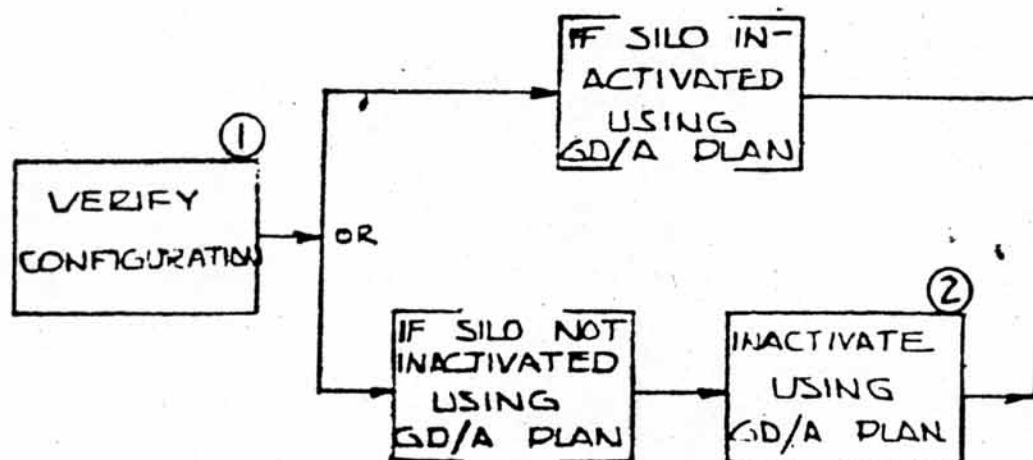 1
VERIFY
CONFIGURATION
OR
IF SILO IN-
ACTIVATED
USING
GD/A PLAN
IF SILO NOT
INACTIVATED
USING
GD/A PLAN
2
INACTIVATE
USING
GD/A PLAN